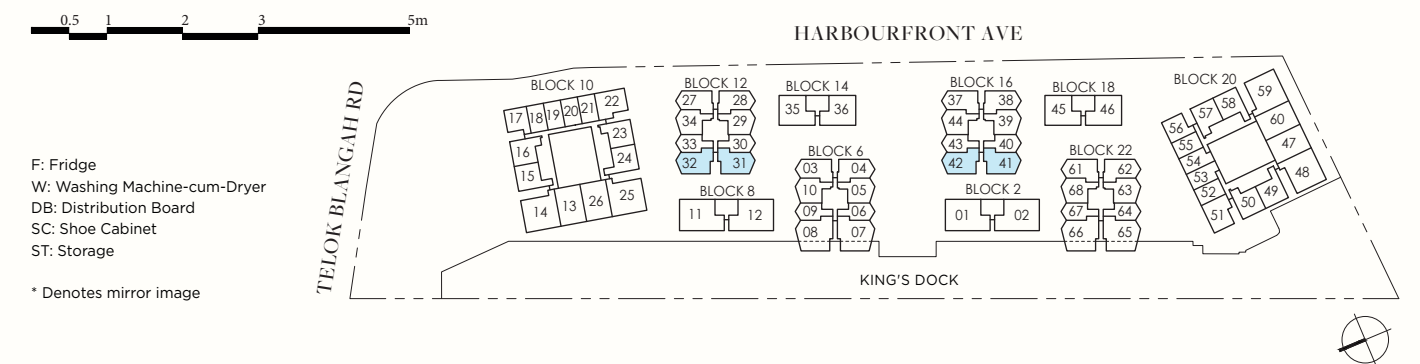 0.5 1 2 3 5m
HARBOURFRONT AVE
TELOK BLANGAH RD
F: Fridge
W: Washing Machine-cum-Dryer
DB: Distribution Board
SC: Shoe Cabinet
ST: Storage
* Denotes mirror image
BLOCK 10
17 18 19 20 21 22
16 23
15 24
14 13 26 25
BLOCK 12
27 28
34 29
33 30
32 31
BLOCK 14
35 36
BLOCK 8
11 12
BLOCK 6
03 04
10 05
09 06
08 07
BLOCK 16
37 38
44 39
43 40
42 41
BLOCK 18
45 46
BLOCK 2
01 02
BLOCK 22
61 62
68 63
67 64
66 65
BLOCK 20
59
58
57 60
56
55 47
54
53 48
52 49
51 50
KING'S DOCK